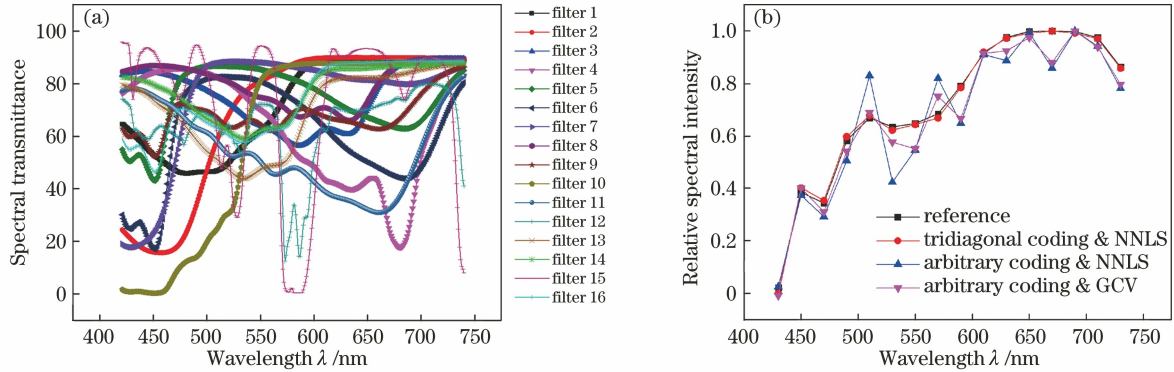 (a)
100
80
60
40
20
0
Spectral transmittance
400 450 500 550 600 650 700 750
Wavelength λ /nm
filter 1
filter 2
filter 3
filter 4
filter 5
filter 6
filter 7
filter 8
filter 9
filter 10
filter 11
filter 12
filter 13
filter 14
filter 15
filter 16
(b)
1.0
0.8
0.6
0.4
0.2
0
Relative spectral intensity
reference
tridiagonal coding & NNLS
arbitrary coding & NNLS
arbitrary coding & GCV
400 450 500 550 600 650 700 750
Wavelength λ /nm